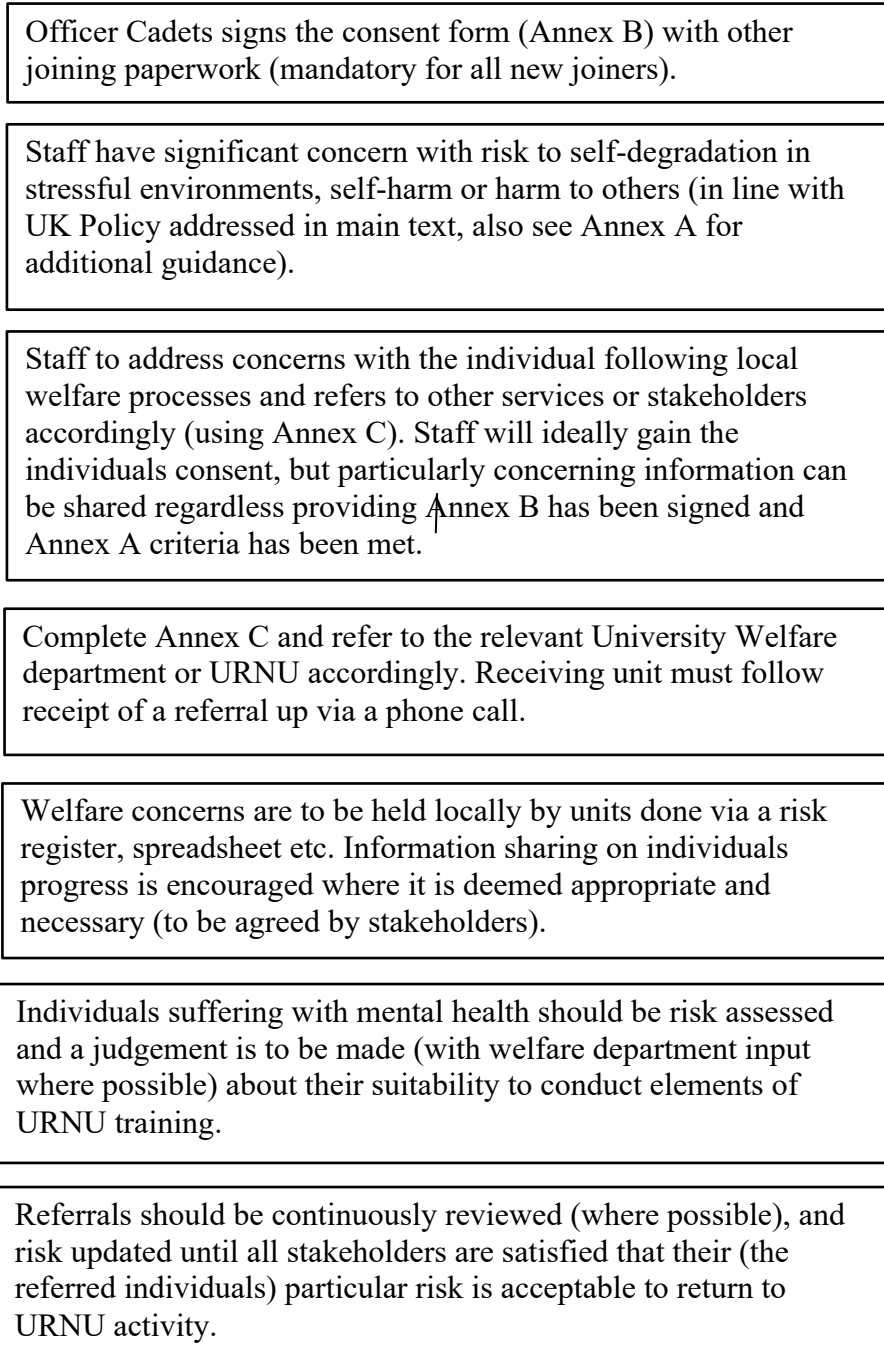 Officer Cadets signs the consent form (Annex B) with other
joining paperwork (mandatory for all new joiners).
Staff have significant concern with risk to self-degradation in
stressful environments, self-harm or harm to others (in line with
UK Policy addressed in main text, also see Annex A for
additional guidance).
Staff to address concerns with the individual following local
welfare processes and refers to other services or stakeholders
accordingly (using Annex C). Staff will ideally gain the
individuals consent, but particularly concerning information can
be shared regardless providing Annex B has been signed and
Annex A criteria has been met.
Complete Annex C and refer to the relevant University Welfare
department or URNU accordingly. Receiving unit must follow
receipt of a referral up via a phone call.
Welfare concerns are to be held locally by units done via a risk
register, spreadsheet etc. Information sharing on individuals
progress is encouraged where it is deemed appropriate and
necessary (to be agreed by stakeholders).
Individuals suffering with mental health should be risk assessed
and a judgement is to be made (with welfare department input
where possible) about their suitability to conduct elements of
URNU training.
Referrals should be continuously reviewed (where possible), and
risk updated until all stakeholders are satisfied that their (the
referred individuals) particular risk is acceptable to return to
URNU activity.